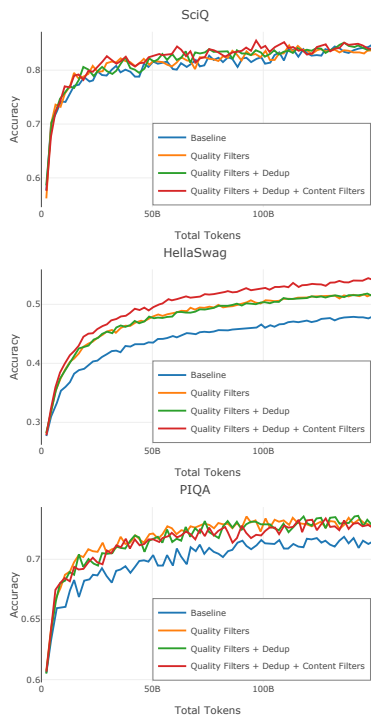 SciQ
Accuracy
0.8
0.7
0.6
Baseline
Quality Filters
Quality Filters + Dedup
Quality Filters + Dedup + Content Filters
0
50B
100B
Total Tokens
HellaSwag
Accuracy
0.5
0.4
0.3
Baseline
Quality Filters
Quality Filters + Dedup
Quality Filters + Dedup + Content Filters
0
50B
100B
Total Tokens
PIQA
Accuracy
0.7
0.65
0.6
Baseline
Quality Filters
Quality Filters + Dedup
Quality Filters + Dedup + Content Filters
0
50B
100B
Total Tokens